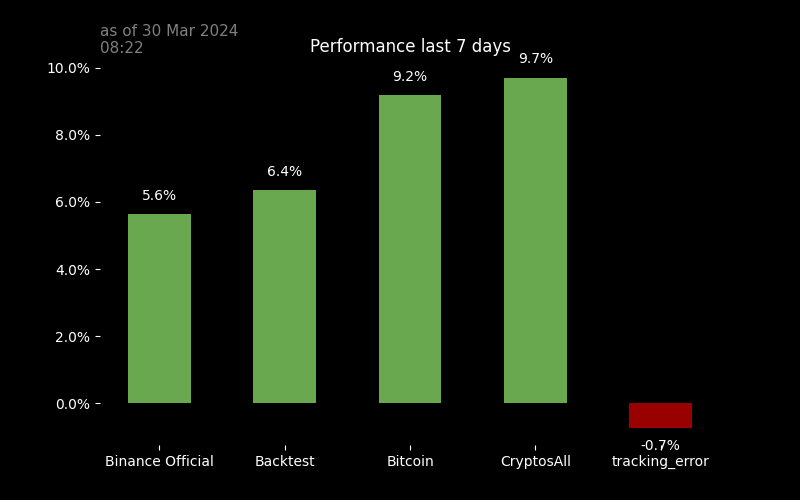 as of 30 Mar 2024
08:22
Performance last 7 days
10.0%
8.0%
6.0%
4.0%
2.0%
0.0%
5.6%
6.4%
9.2%
9.7%
-0.7%
Binance Official
Backtest
Bitcoin
CryptosAll
tracking_error